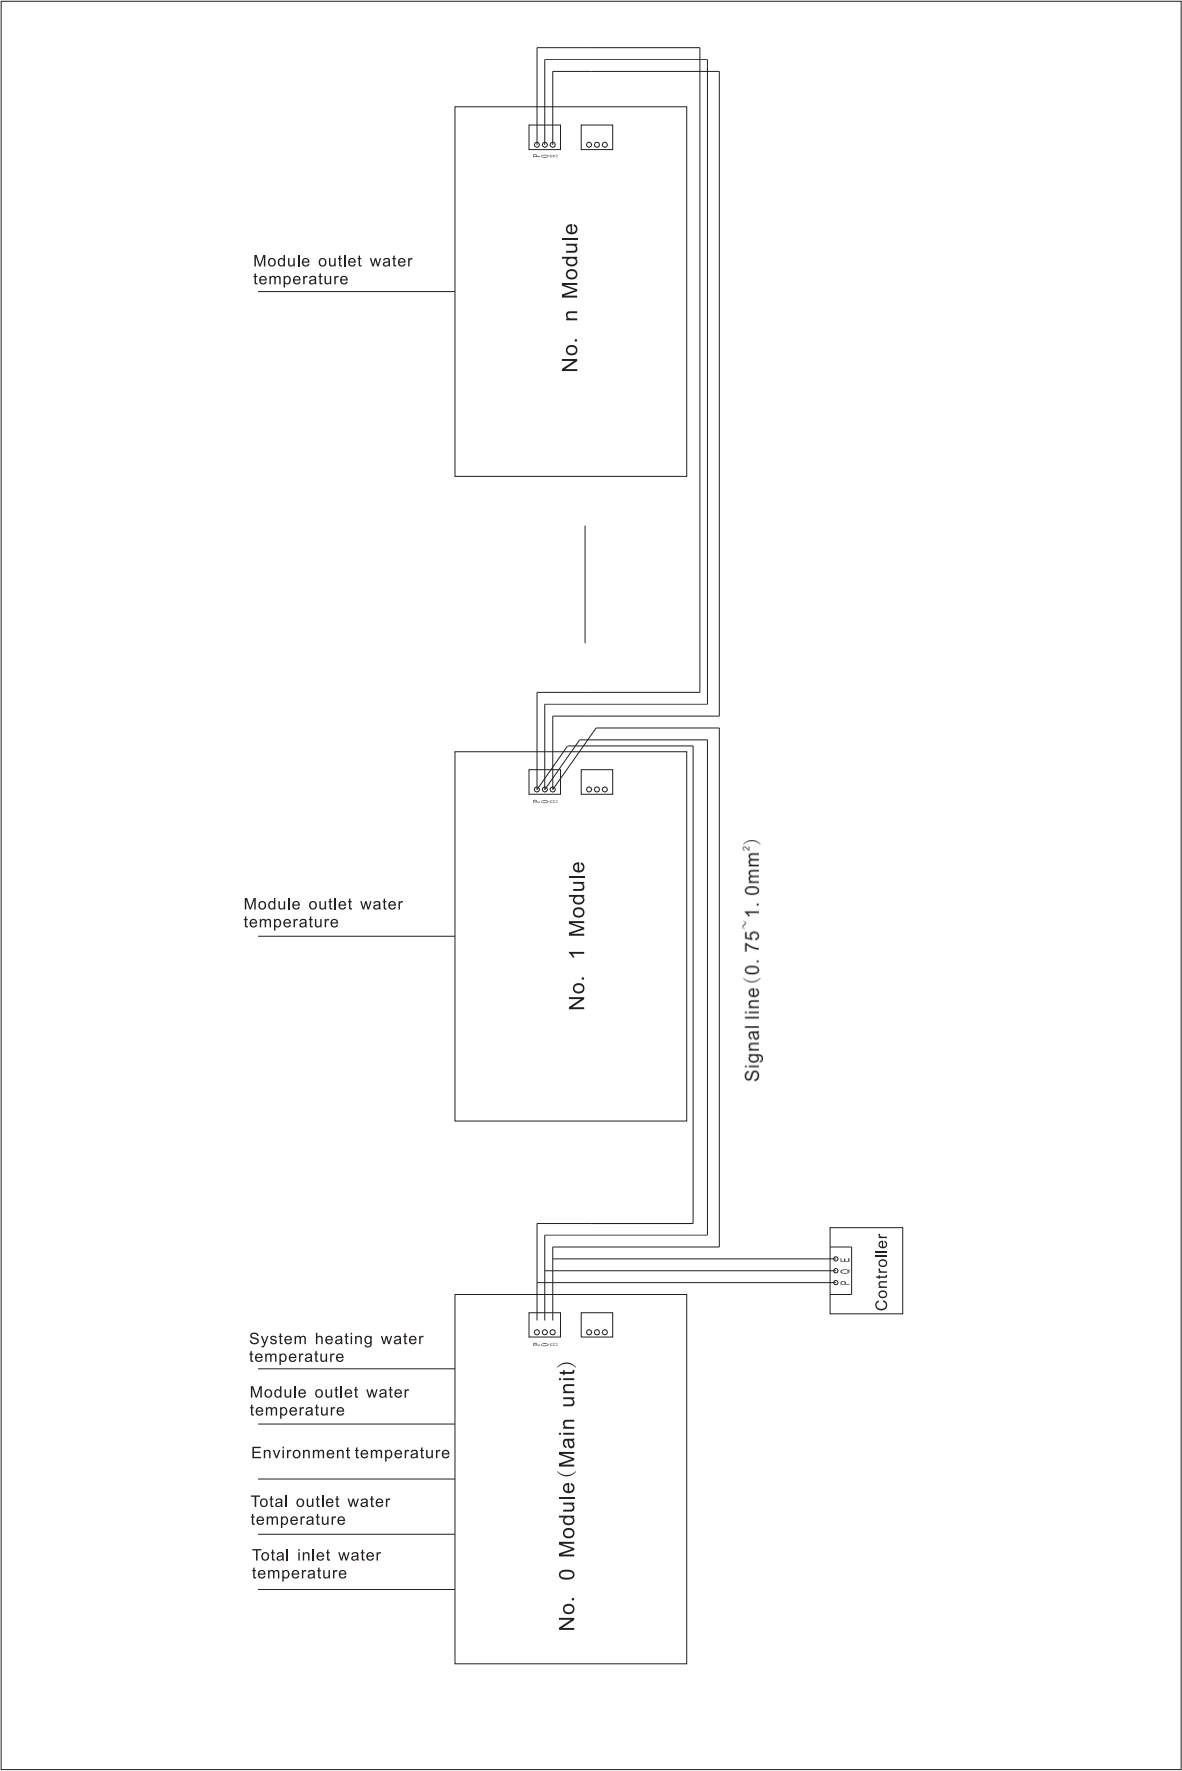 Module outlet water
temperature
P Q
No. n Module
Module outlet water
temperature
P Q E
No. 1 Module
Signal line(0. 75~1. 0mm²)
System heating water
temperature
Module outlet water
temperature
Environment temperature
Total outlet water
temperature
Total inlet water
temperature
P Q E
No. 0 Module(Main unit)
P Q E
Controller